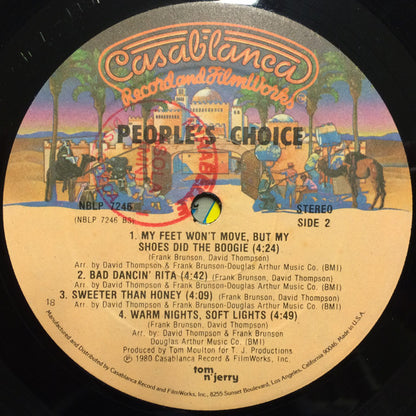 Casablanca
Record and FilmWorks
PEOPLE'S CHOICE
NBLP 7246
(NBLP 7246 BS)
STEREO
SIDE 2
1. MY FEET WON'T MOVE, BUT MY
SHOES DID THE BOOGIE (4:24)
(Frank Brunson, David Thompson)
Arr. by David Thompson & Frank Brunson-Douglas Arthur Music Co. (BMI)
2. BAD DANCIN' RITA (4:42) (Frank Brunson, David Thompson)
Arr. by David Thompson & Frank Brunson-Douglas Arthur Music Co. (BMI)
3. SWEETER THAN HONEY (4:09) (Frank Brunson, David Thompson)
Arr. by David Thompson & Frank Brunson-Douglas Arthur Music Co. (BMI)
18
4. WARM NIGHTS, SOFT LIGHTS (4:49)
(Frank Brunson, David Thompson)
Arr. by: David Thompson & Frank Brunson
Douglas Arthur Music Co. (BMI)
Produced by Tom Moulton for T. J. Productions
Ⓟ 1980 Casablanca Record & FilmWorks, Inc.
tom
n' jerry
Manufactured and Distributed by Casablanca Record and FilmWorks, Inc., 8255 Sunset Boulevard, Los Angeles, California 90046. Made in U.S.A.